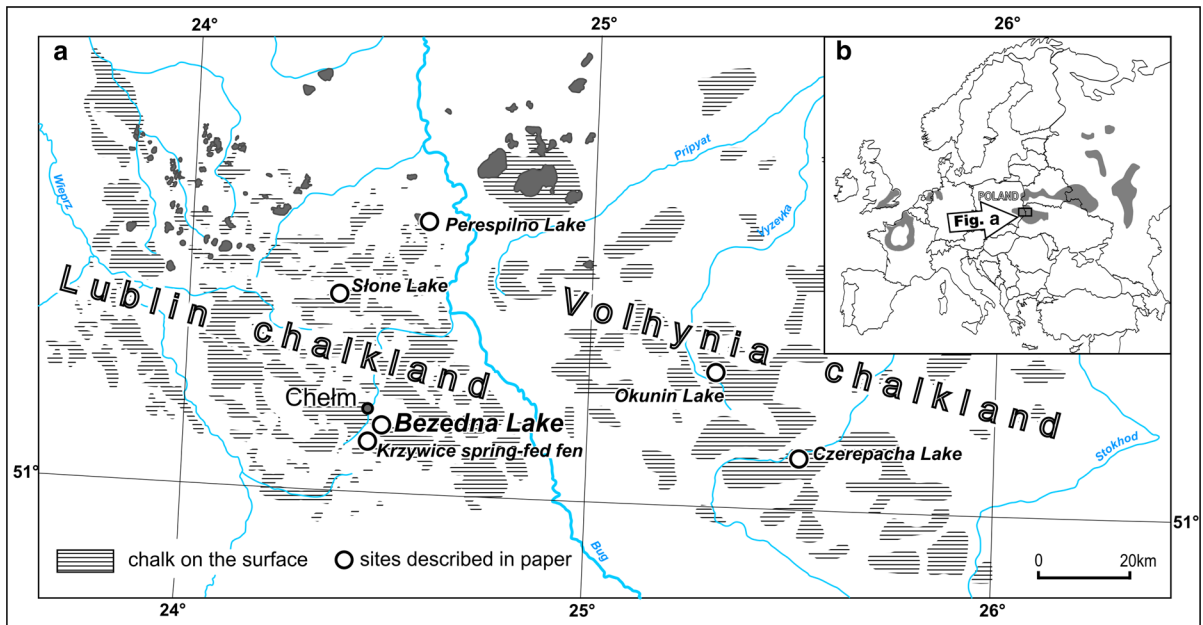 24°
25°
26°
a
b
Wieprz
Pripyat
Vyzevka
POLAND
Fig. a
Perespilno Lake
Słone Lake
Lublin chalkland
Volhynia chalkland
Okunin Lake
Chełm
Bezedna Lake
Krzywice spring-fed fen
Czerepacha Lake
Stokhod
51°
51°
Bug
chalk on the surface
sites described in paper
0 20km
24°
25°
26°